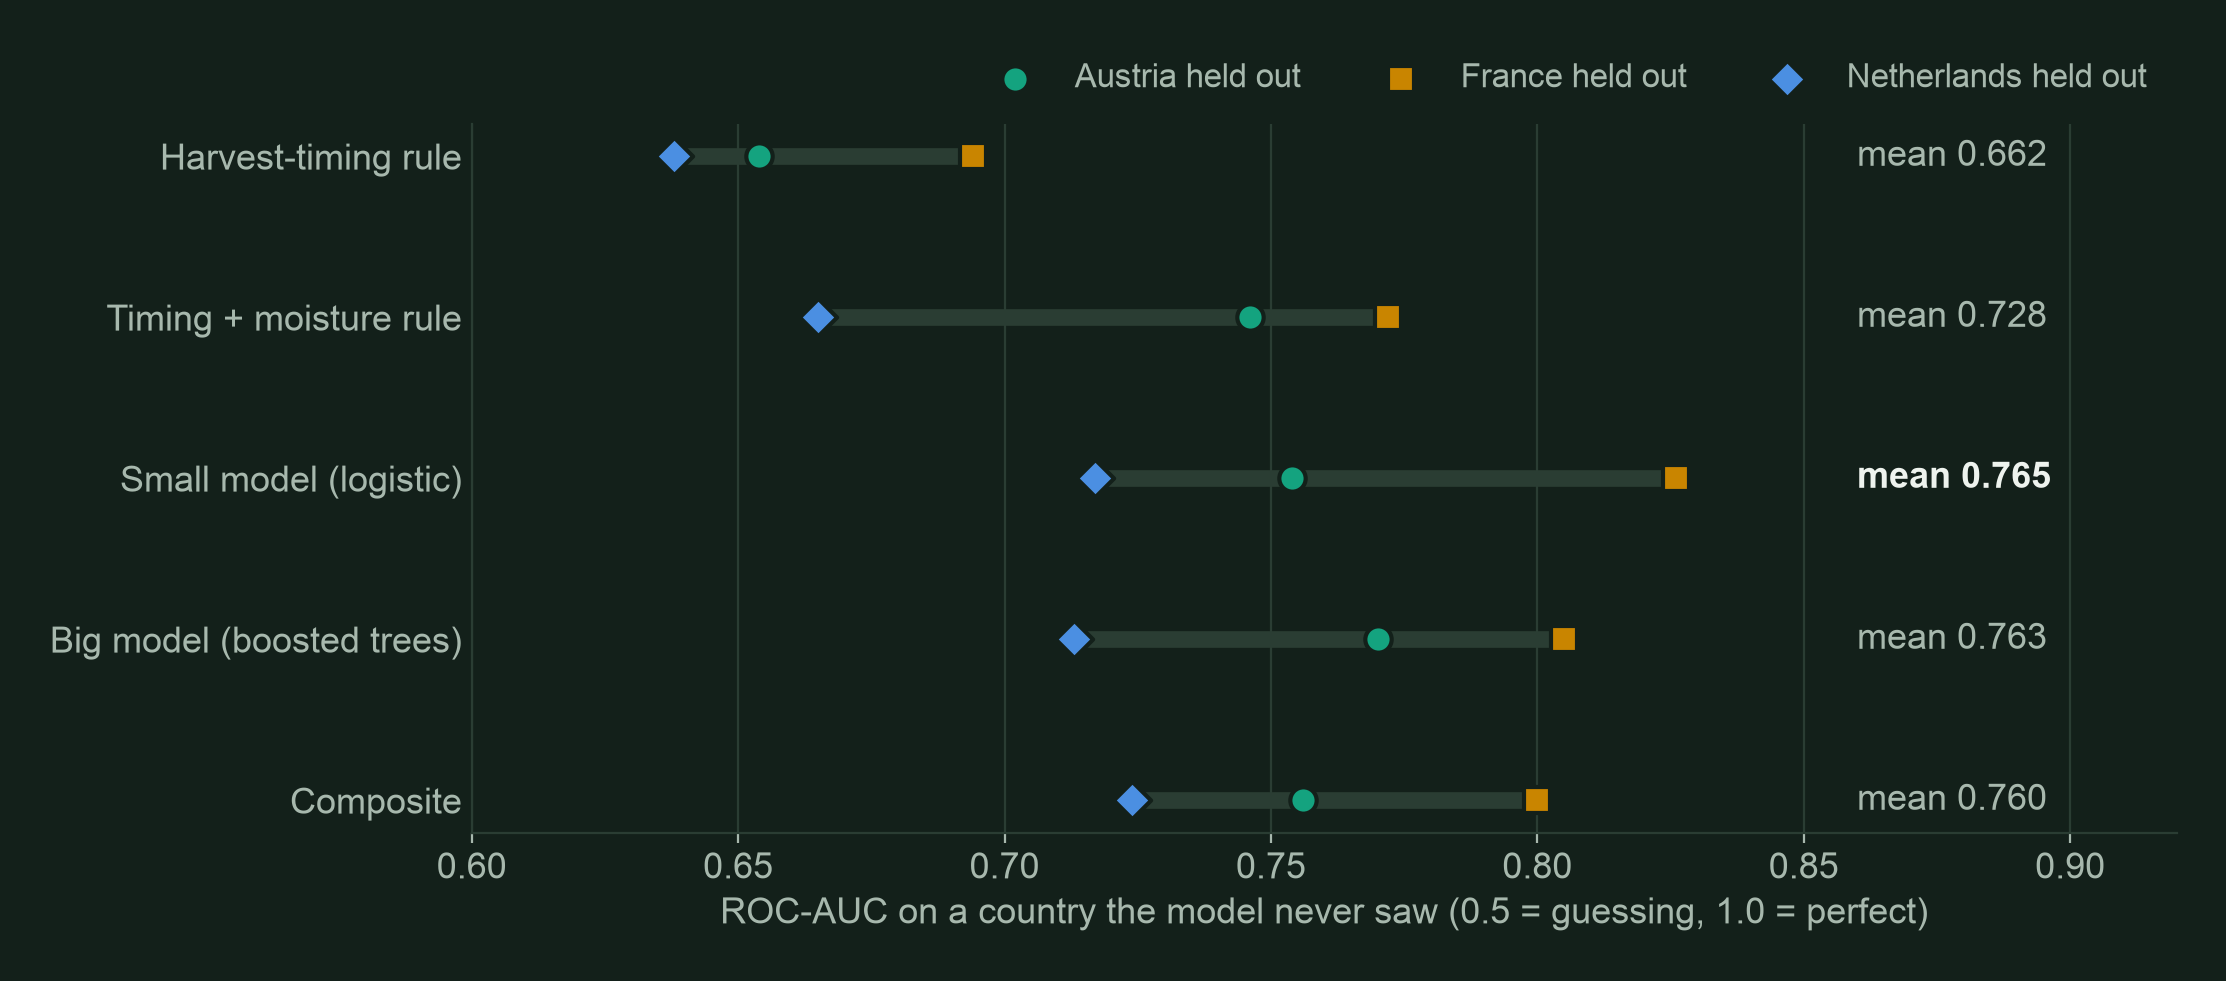 Austria held out France held out Netherlands held out
Harvest-timing rule mean 0.662
Timing + moisture rule mean 0.728
Small model (logistic) mean 0.765
Big model (boosted trees) mean 0.763
Composite mean 0.760
0.60 0.65 0.70 0.75 0.80 0.85 0.90
ROC-AUC on a country the model never saw (0.5 = guessing, 1.0 = perfect)